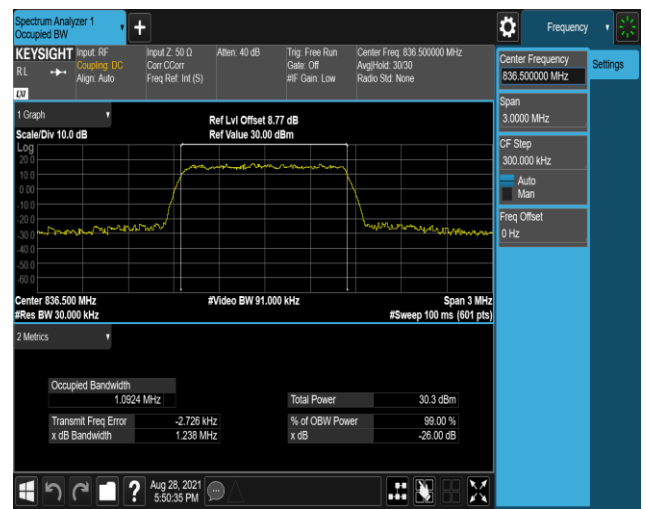 Spectrum Analyzer 1
Occupied BW
+
Frequency
KEYSIGHT
RL
LXI
Input: RF
Coupling: DC
Align: Auto
Input Z: 50 Ω
Corr CCorr
Freq Ref: Int (S)
Atten: 40 dB
Trig: Free Run
Gate: Off
#IF Gain: Low
Center Freq: 836.500000 MHz
Avg|Hold: 30/30
Radio Std: None
Center Frequency
836.500000 MHz
Settings
Span
3.0000 MHz
CF Step
300.000 kHz
Auto
Man
Freq Offset
0 Hz
1 Graph
Scale/Div 10.0 dB
Ref Lvl Offset 8.77 dB
Ref Value 30.00 dBm
Log
20.0
10.0
0.00
-10.0
-20.0
-30.0
-40.0
-50.0
-60.0
Center 836.500 MHz
#Video BW 91.000 kHz
Span 3 MHz
#Res BW 30.000 kHz
#Sweep 100 ms (601 pts)
2 Metrics
Occupied Bandwidth
1.0924 MHz
Total Power 30.3 dBm
Transmit Freq Error -2.726 kHz
% of OBW Power 99.00 %
x dB Bandwidth 1.238 MHz
x dB -26.00 dB
?
Aug 28, 2021
5:50:35 PM